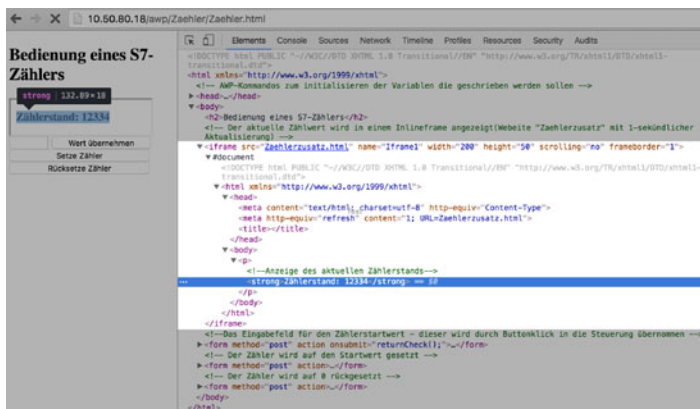 10.50.80.18/awp/Zaehler/Zaehler.html
Bedienung eines S7-
Zählers
strong | 132.89×18
Zählerstand: 12334
Wert übernehmen
Setze Zähler
Rücksetze Zähler
Elements Console Sources Network Timeline Profiles Resources Security Audits
<!DOCTYPE html PUBLIC "-//W3C//DTD XHTML 1.0 Transitional//EN" "http://www.w3.org/TR/xhtml1/DTD/xhtml1-
transitional.dtd">
<html xmlns="http://www.w3.org/1999/xhtml">
<!-- AWP-Kommandos zum initialisieren der Variablen die geschrieben werden sollen -->
▶<head>…</head>
▼<body>
<h2>Bedienung eines S7-Zählers</h2>
<!-- Der aktuelle Zählwert wird in einem Inlineframe angezeigt(Webeite "Zaehlerzusatz" mit 1-sekündlicher
Aktualisierung) -->
▼<iframe src="Zaehlerzusatz.html" name="Iframe1" width="200" height="50" scrolling="no" frameborder="1">
▼#document
<!DOCTYPE html PUBLIC "-//W3C//DTD XHTML 1.0 Transitional//EN" "http://www.w3.org/TR/xhtml1/DTD/xhtml1-
transitional.dtd">
▼<html xmlns="http://www.w3.org/1999/xhtml">
▼<head>
<meta content="text/html; charset=utf-8" http-equiv="Content-Type">
<meta http-equiv="refresh" content="1; URL=Zaehlerzusatz.html">
<title></title>
</head>
▼<body>
▼<p>
<!--Anzeige des aktuellen Zählerstands-->
… <strong>Zählerstand: 12334</strong> == $0
</p>
</body>
</html>
</iframe>
<!--Das Eingabefeld für den Zählerstartwert - dieser wird durch Buttonklick in die Steuerung übernommen -->
▶<form method="post" action onsubmit="returnCheck();">…</form>
<!-- Der Zähler wird auf den Startwert gesetzt -->
▶<form method="post" action>…</form>
<!-- Der Zähler wird auf 0 rückgesetzt -->
▶<form method="post" action>…</form>
</body>
</html>